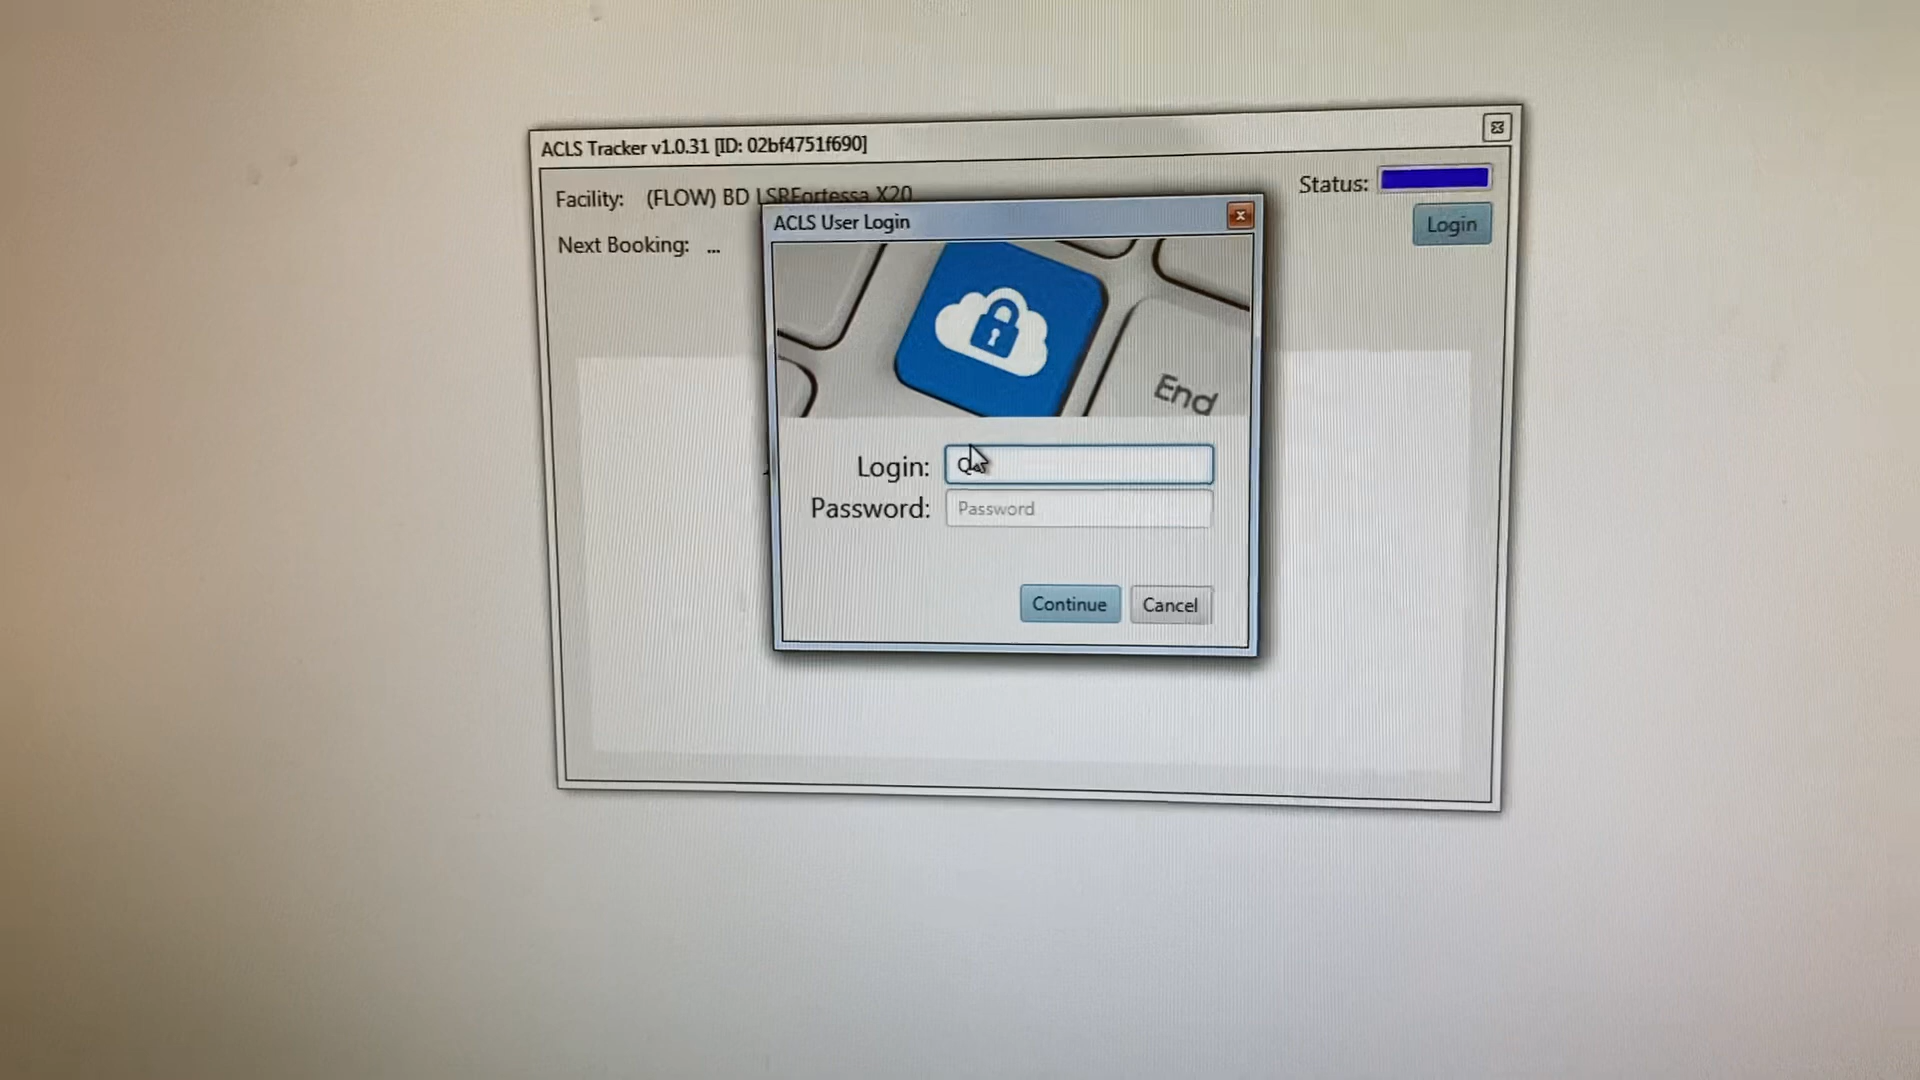 ACLS Tracker v1.0.31 [ID: 02bf4751f690]
Facility: (FLOW) BD LSRFortessa X20
Status:
Login
Next Booking: ...
ACLS User Login
End
Login:
Password: Password
Continue Cancel